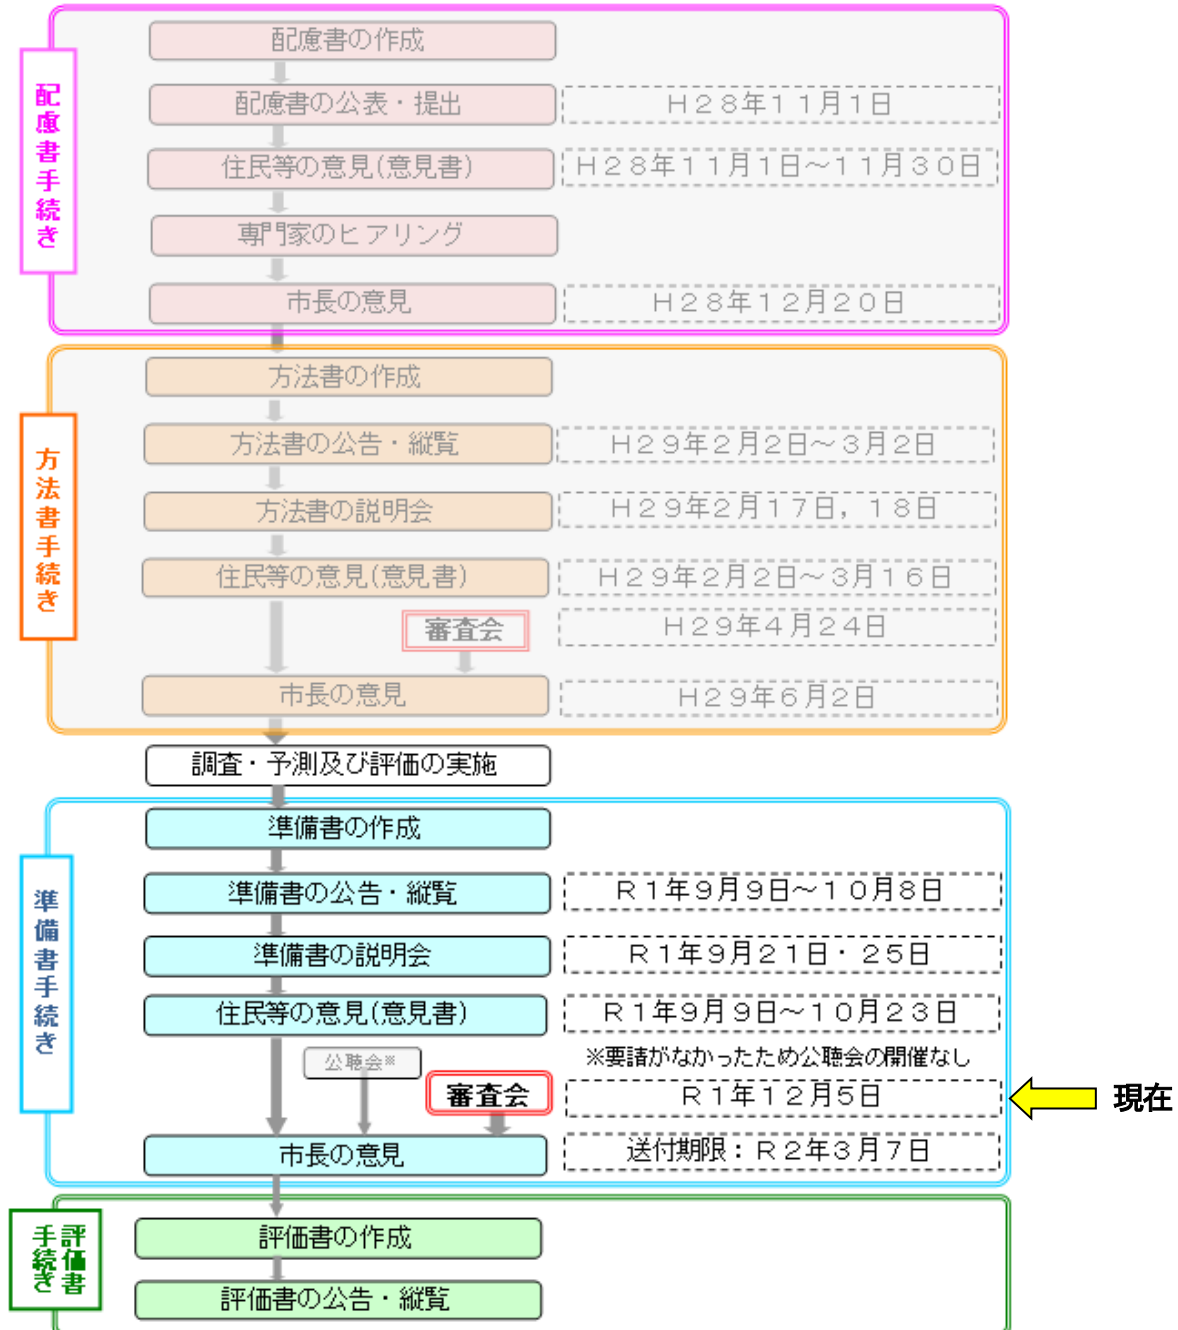 配慮書手続き
配慮書の作成
配慮書の公表・提出
Ｈ２８年１１月１日
住民等の意見(意見書)
Ｈ２８年１１月１日～１１月３０日
専門家のヒアリング
市長の意見
Ｈ２８年１２月２０日
方法書手続き
方法書の作成
方法書の公告・縦覧
Ｈ２９年２月２日～３月２日
方法書の説明会
Ｈ２９年２月１７日，１８日
住民等の意見(意見書)
Ｈ２９年２月２日～３月１６日
審査会
Ｈ２９年４月２４日
市長の意見
Ｈ２９年６月２日
調査・予測及び評価の実施
準備書手続き
準備書の作成
準備書の公告・縦覧
Ｒ１年９月９日～１０月８日
準備書の説明会
Ｒ１年９月２１日・２５日
住民等の意見(意見書)
Ｒ１年９月９日～１０月２３日
公聴会※
※要請がなかったため公聴会の開催なし
審査会
Ｒ１年１２月５日
現在
市長の意見
送付期限：Ｒ２年３月７日
評価書手続き
評価書の作成
評価書の公告・縦覧